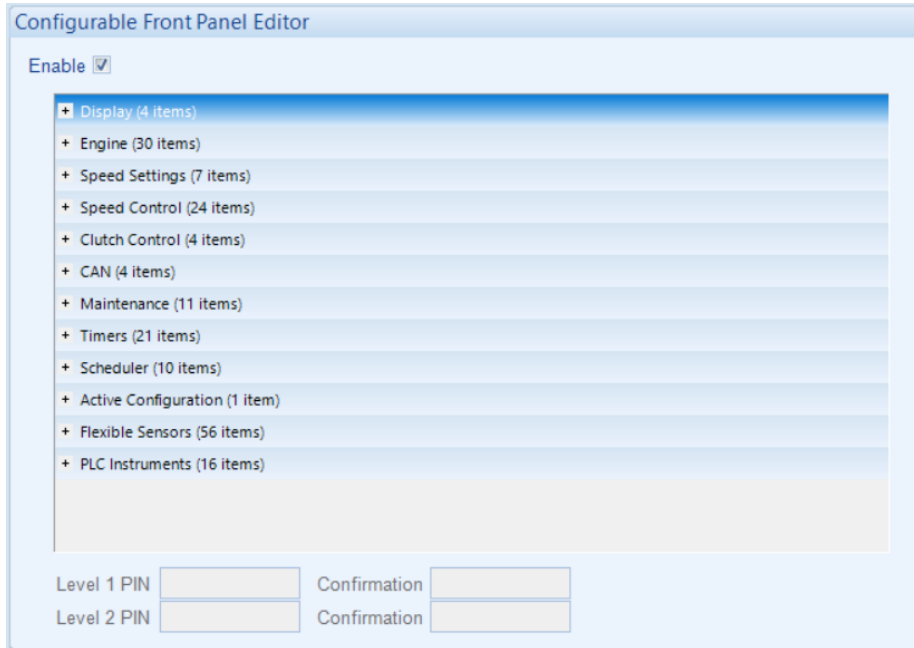 Configurable Front Panel Editor
Enable
+ Display (4 items)
+ Engine (30 items)
+ Speed Settings (7 items)
+ Speed Control (24 items)
+ Clutch Control (4 items)
+ CAN (4 items)
+ Maintenance (11 items)
+ Timers (21 items)
+ Scheduler (10 items)
+ Active Configuration (1 item)
+ Flexible Sensors (56 items)
+ PLC Instruments (16 items)
Level 1 PIN Confirmation
Level 2 PIN Confirmation